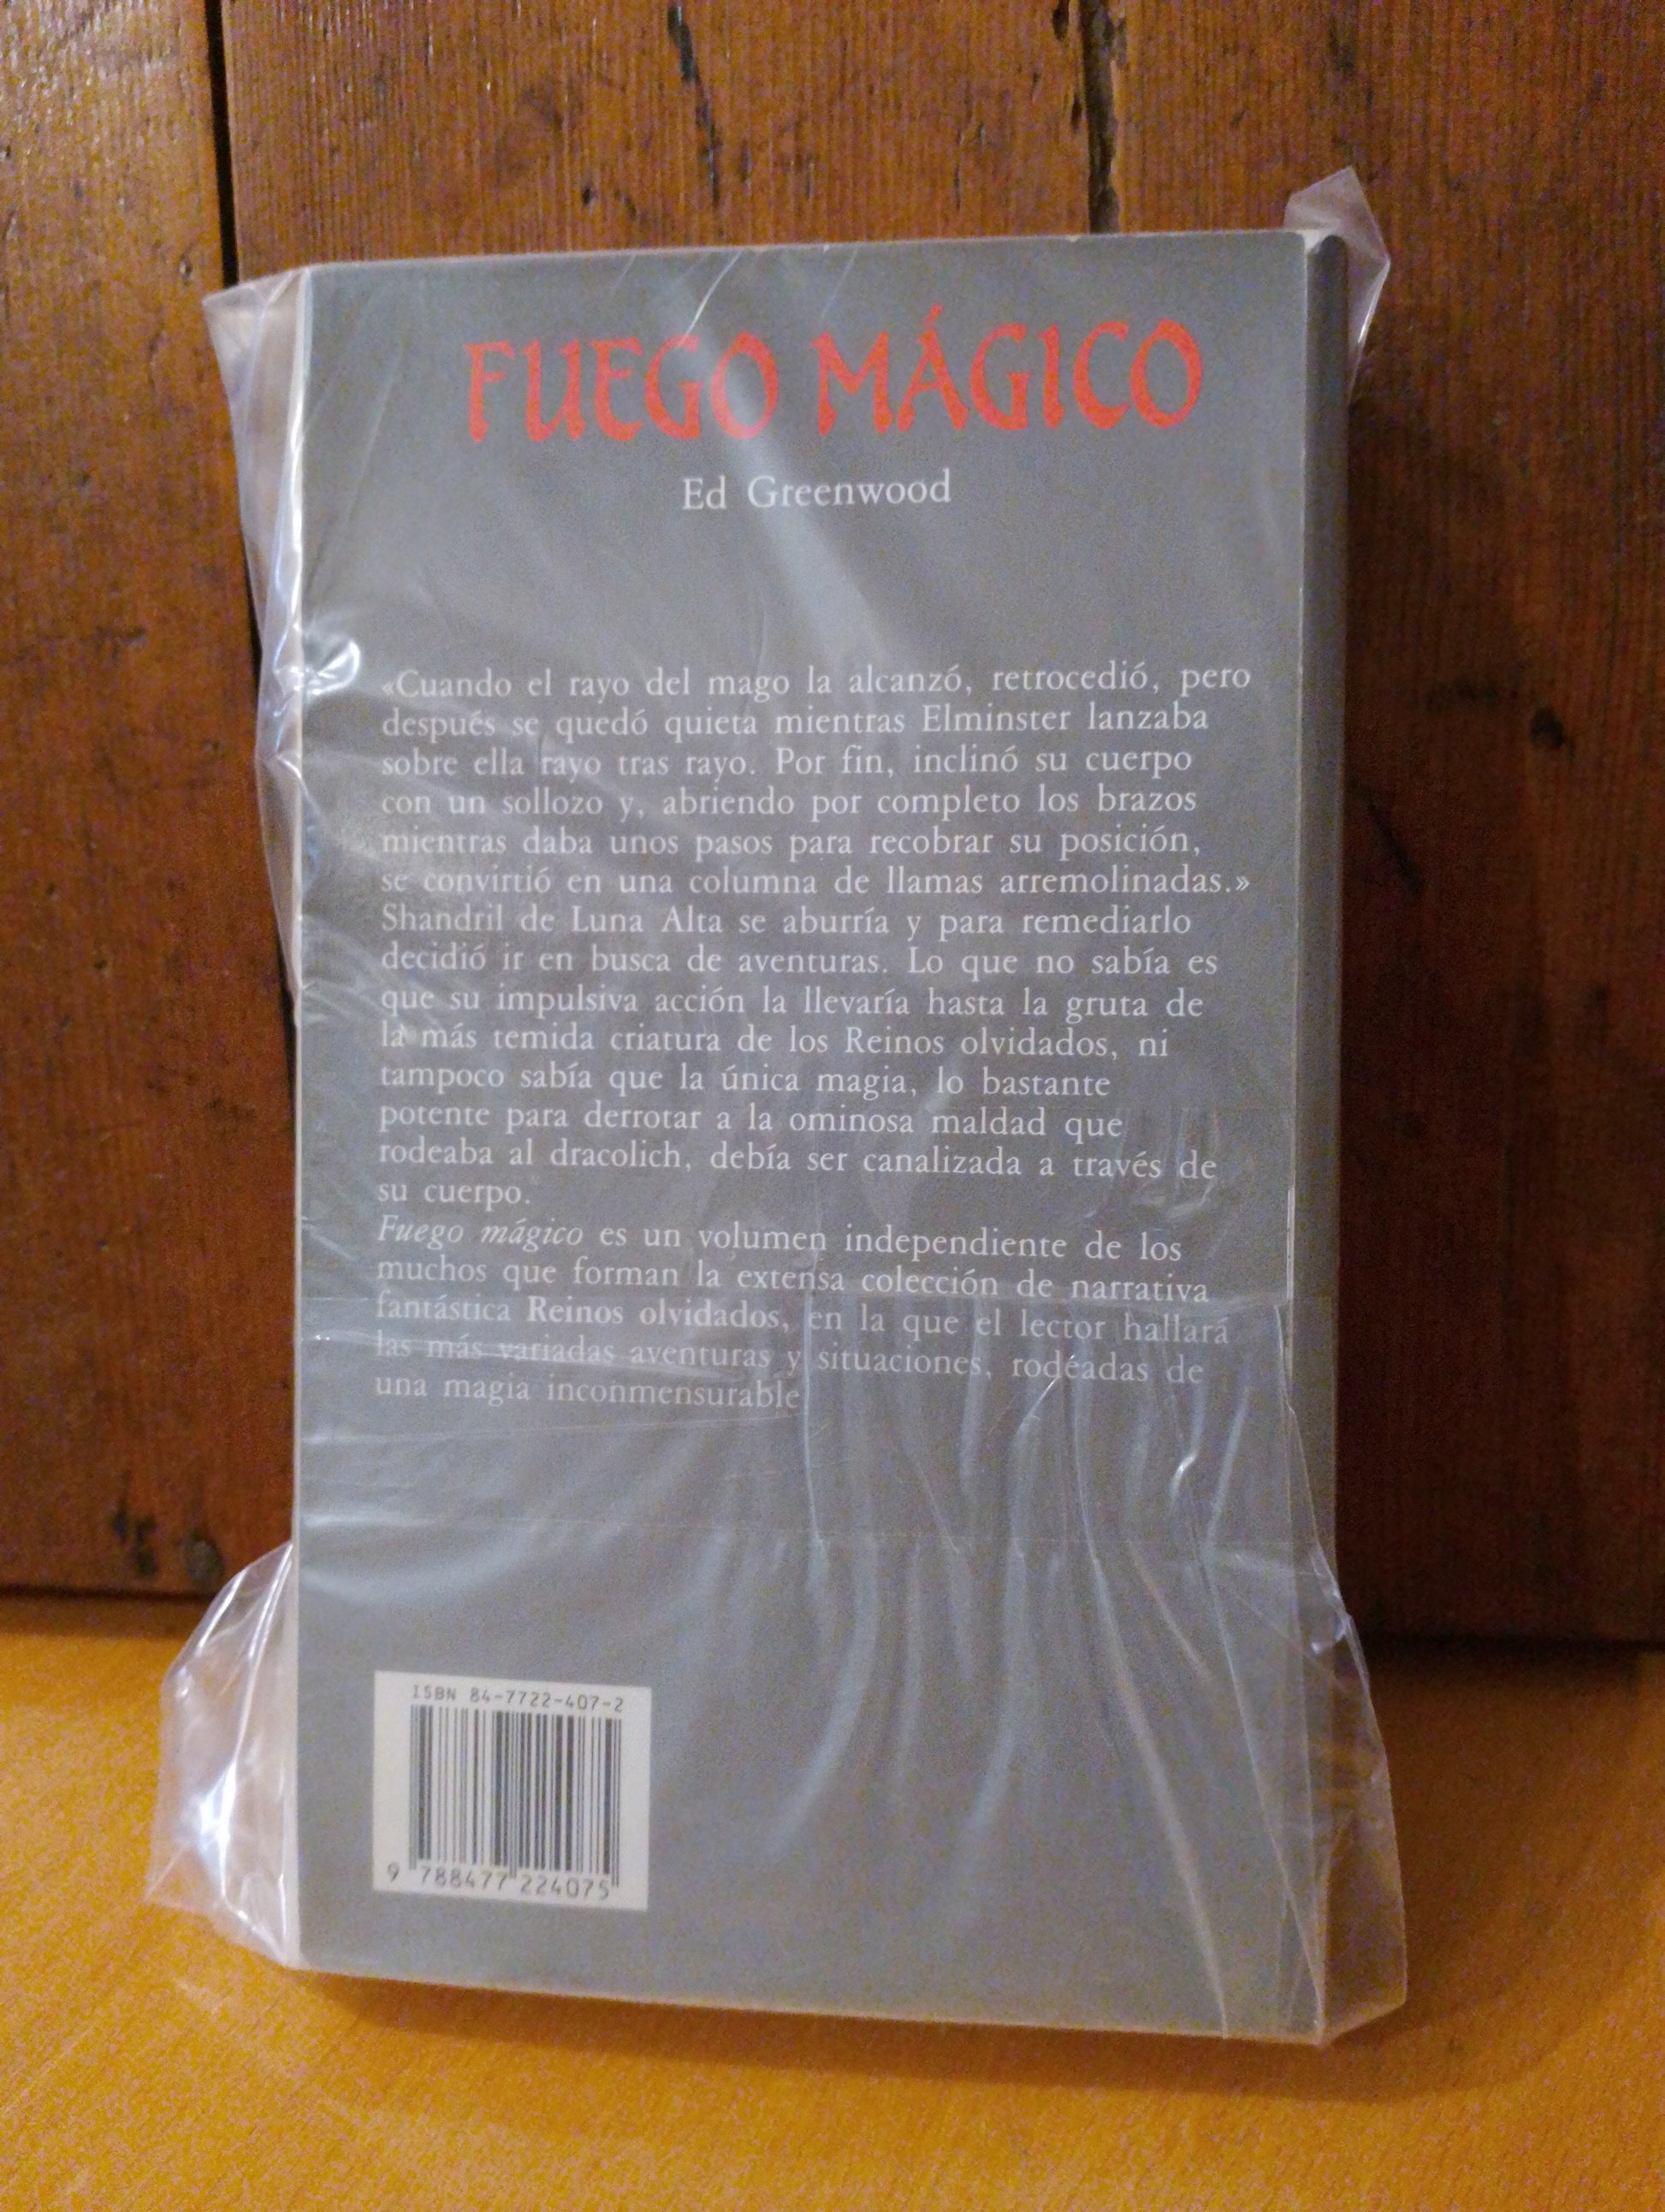 FUEGO MÁGICO
Ed Greenwood
«Cuando el rayo del mago la alcanzó, retrocedió, pero
después se quedó quieta mientras Elminster lanzaba
sobre ella rayo tras rayo. Por fin, inclinó su cuerpo
con un sollozo y, abriendo por completo los brazos
mientras daba unos pasos para recobrar su posición,
se convirtió en una columna de llamas arremolinadas.»
Shandril de Luna Alta se aburría y para remediarlo
decidió ir en busca de aventuras. Lo que no sabía es
que su impulsiva acción la llevaría hasta la gruta de
la más temida criatura de los Reinos olvidados, ni
tampoco sabía que la única magia, lo bastante
potente para derrotar a la ominosa maldad que
rodeaba al dracolich, debía ser canalizada a través de
su cuerpo.
Fuego mágico es un volumen independiente de los
muchos que forman la extensa colección de narrativa
fantástica Reinos olvidados, en la que el lector hallará
las más variadas aventuras y situaciones, rodeadas de
una magia inconmensurable
ISBN 84-7722-407-2
9 788477 224075